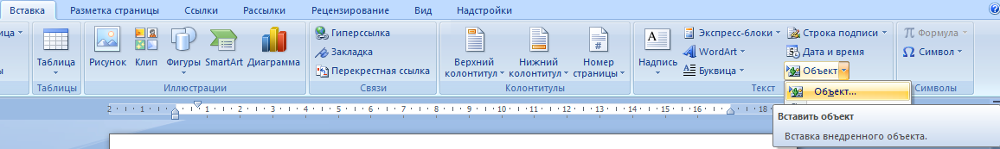 Вставка Разметка страницы Ссылки Рассылки Рецензирование Вид Надстройки
ица
Таблица
Таблицы
Рисунок Клип Фигуры SmartArt Диаграмма
Иллюстрации
Гиперссылка
Закладка
Перекрестная ссылка
Связи
Верхний колонтитул
Нижний колонтитул
Номер страницы
Колонтитулы
Надпись
Экспресс-блоки
WordArt
Буквица
Строка подписи
Дата и время
Объект
Текст
Формула
Символ
Символы
Объект...
2 1 1 2 3 4 5 6 7 8 9 10 11 12 13 14 15 16 18
Вставить объект
Вставка внедренного объекта.